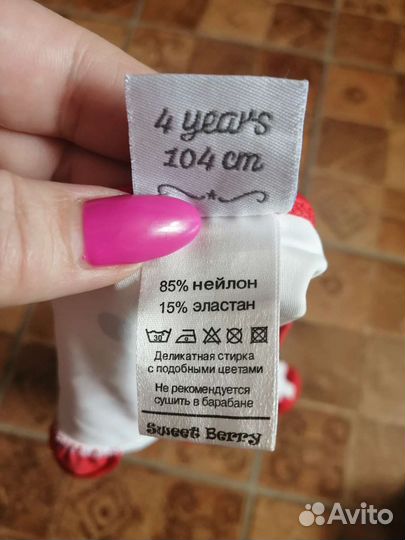 4 years
104 cm
85% нейлон
15% эластан
30
Деликатная стирка
с подобными цветами
Не рекомендуется
сушить в барабане
Sweet Berry
Avito